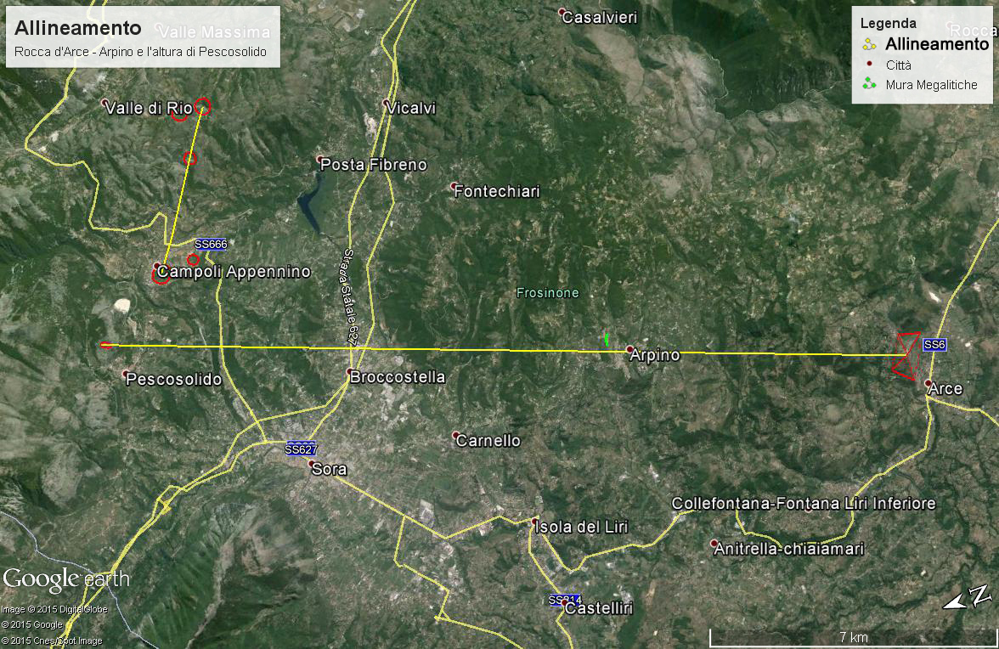 Allineamento
Rocca d'Arce - Arpino e l'altura di Pescosolido
Valle Massima
Casalvieri
Legenda
Rocca
Allineamento
Città
Mura Megalitiche
Valle di Rio
Vicalvi
Posta Fibreno
Fontechiari
SS666
Campoli Appennino
Strada Statale 627
Frosinone
SS6
Arpino
Pescosolido
Broccostella
Arce
Carnello
SS627
Sora
Collefontana-Fontana Liri Inferiore
Isola del Liri
Anitrella-chiaiamari
Google earth
SS214
Castelliri
N
Image © 2015 DigitalGlobe
© 2015 Google
© 2015 Cnes/Spot Image
7 km